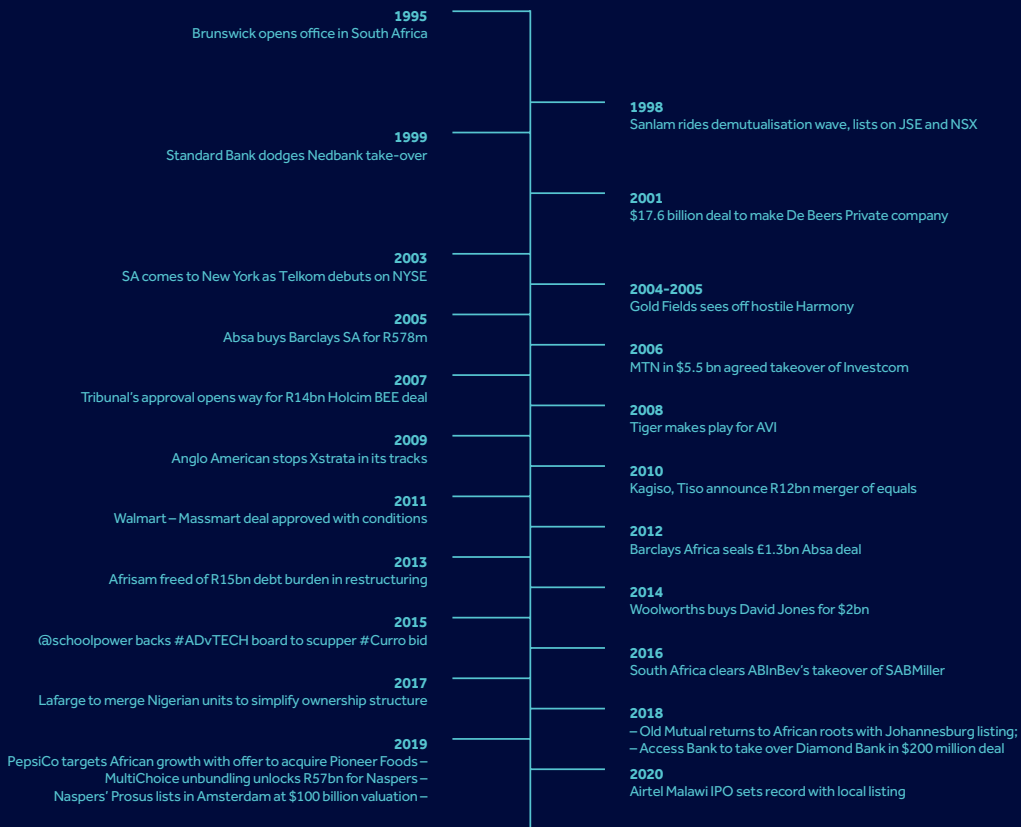 1995
Brunswick opens office in South Africa
1998
Sanlam rides demutualisation wave, lists on JSE and NSX
1999
Standard Bank dodges Nedbank take-over
2001
$17.6 billion deal to make De Beers Private company
2003
SA comes to New York as Telkom debuts on NYSE
2004-2005
Gold Fields sees off hostile Harmony
2005
Absa buys Barclays SA for R578m
2006
MTN in $5.5 bn agreed takeover of Investcom
2007
Tribunal's approval opens way for R14bn Holcim BEE deal
2008
Tiger makes play for AVI
2009
Anglo American stops Xstrata in its tracks
2010
Kagiso, Tiso announce R12bn merger of equals
2011
Walmart – Massmart deal approved with conditions
2012
Barclays Africa seals £1.3bn Absa deal
2013
Afrisam freed of R15bn debt burden in restructuring
2014
Woolworths buys David Jones for $2bn
2015
@schoolpower backs #ADvTECH board to scupper #Curro bid
2016
South Africa clears ABInBev's takeover of SABMiller
2017
Lafarge to merge Nigerian units to simplify ownership structure
2018
– Old Mutual returns to African roots with Johannesburg listing;
– Access Bank to take over Diamond Bank in $200 million deal
2019
PepsiCo targets African growth with offer to acquire Pioneer Foods –
MultiChoice unbundling unlocks R57bn for Naspers –
Naspers' Prosus lists in Amsterdam at $100 billion valuation –
2020
Airtel Malawi IPO sets record with local listing